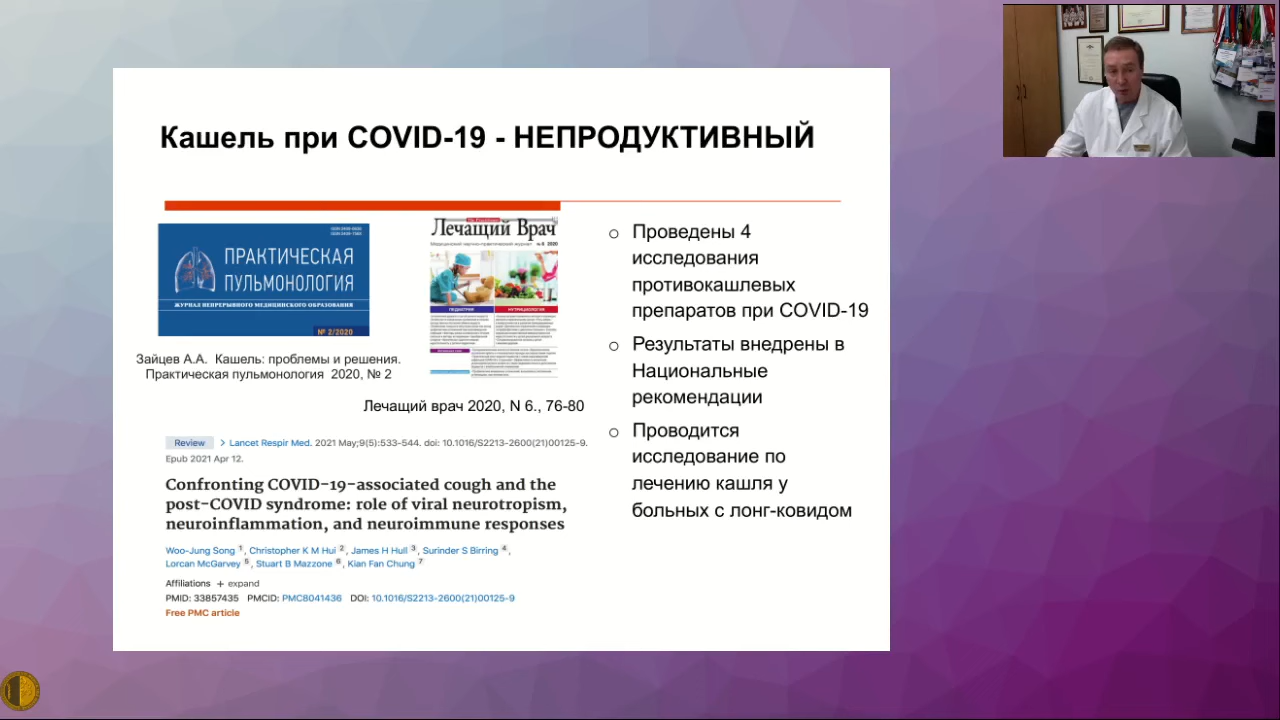 Кашель при COVID-19 - НЕПРОДУКТИВНЫЙ
ПРАКТИЧЕСКАЯ
ПУЛЬМОНОЛОГИЯ
ЖУРНАЛ НЕПРЕРЫВНОГО МЕДИЦИНСКОГО ОБРАЗОВАНИЯ
№ 2/2020
Зайцев А.А. Кашель: проблемы и решения.
Практическая пульмонология 2020, № 2
Лечащий Врач
Медицинский научно-практический журнал
ПЕДИАТРИЯ
НУТРИЦИОЛОГИЯ
Лечащий врач 2020, N 6., 76-80
Review > Lancet Respir Med. 2021 May;9(5):533-544. doi: 10.1016/S2213-2600(21)00125-9.
Epub 2021 Apr 12.
Confronting COVID-19-associated cough and the
post-COVID syndrome: role of viral neurotropism,
neuroinflammation, and neuroimmune responses
Woo-Jung Song 1, Christopher K M Hui 2, James H Hull 3, Surinder S Birring 4,
Lorcan McGarvey 5, Stuart B Mazzone 6, Kian Fan Chung 7
Affiliations + expand
PMID: 33857435 PMCID: PMC8041436 DOI: 10.1016/S2213-2600(21)00125-9
Free PMC article
o Проведены 4
исследования
противокашлевых
препаратов при COVID-19
o Результаты внедрены в
Национальные
рекомендации
o Проводится
исследование по
лечению кашля у
больных с лонг-ковидом